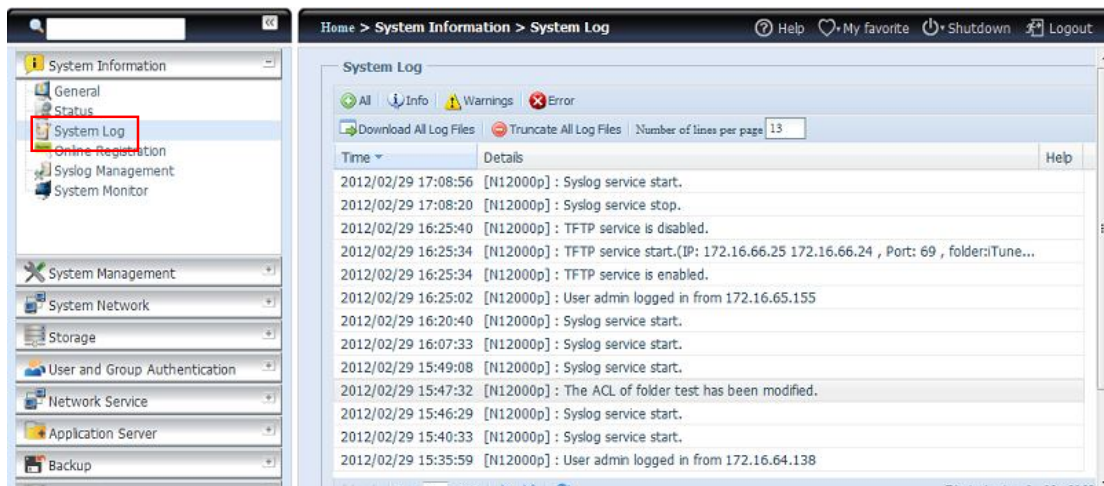 Home > System Information > System Log
Help My favorite Shutdown Logout
System Information
General
Status
System Log
Online Registration
Syslog Management
System Monitor
System Management
System Network
Storage
User and Group Authentication
Network Service
Application Server
Backup
System Log
All Info Warnings Error
Download All Log Files Truncate All Log Files Number of lines per page 13
Time Details Help
2012/02/29 17:08:56 [N12000p] : Syslog service start.
2012/02/29 17:08:20 [N12000p] : Syslog service stop.
2012/02/29 16:25:40 [N12000p] : TFTP service is disabled.
2012/02/29 16:25:34 [N12000p] : TFTP service start.(IP: 172.16.66.25 172.16.66.24 , Port: 69 , folder:iTune...
2012/02/29 16:25:34 [N12000p] : TFTP service is enabled.
2012/02/29 16:25:02 [N12000p] : User admin logged in from 172.16.65.155
2012/02/29 16:20:40 [N12000p] : Syslog service start.
2012/02/29 16:07:33 [N12000p] : Syslog service start.
2012/02/29 15:49:08 [N12000p] : Syslog service start.
2012/02/29 15:47:32 [N12000p] : The ACL of folder test has been modified.
2012/02/29 15:46:29 [N12000p] : Syslog service start.
2012/02/29 15:40:33 [N12000p] : Syslog service start.
2012/02/29 15:35:59 [N12000p] : User admin logged in from 172.16.64.138